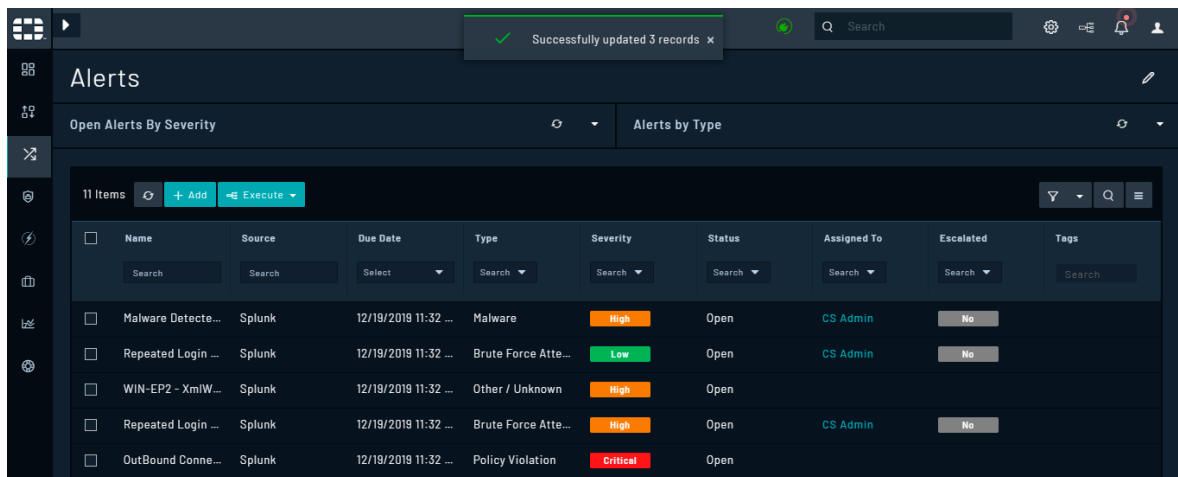 Successfully updated 3 records ×
Search
Alerts
Open Alerts By Severity
Alerts by Type
11 Items + Add Execute
Name Source Due Date Type Severity Status Assigned To Escalated Tags
Search Search Select Search Search Search Search Search Search
Malware Detecte... Splunk 12/19/2019 11:32 ... Malware High Open CS Admin No
Repeated Login ... Splunk 12/19/2019 11:32 ... Brute Force Atte... Low Open CS Admin No
WIN-EP2 - XmlW... Splunk 12/19/2019 11:32 ... Other / Unknown High Open
Repeated Login ... Splunk 12/19/2019 11:32 ... Brute Force Atte... High Open CS Admin No
OutBound Conne... Splunk 12/19/2019 11:32 ... Policy Violation Critical Open